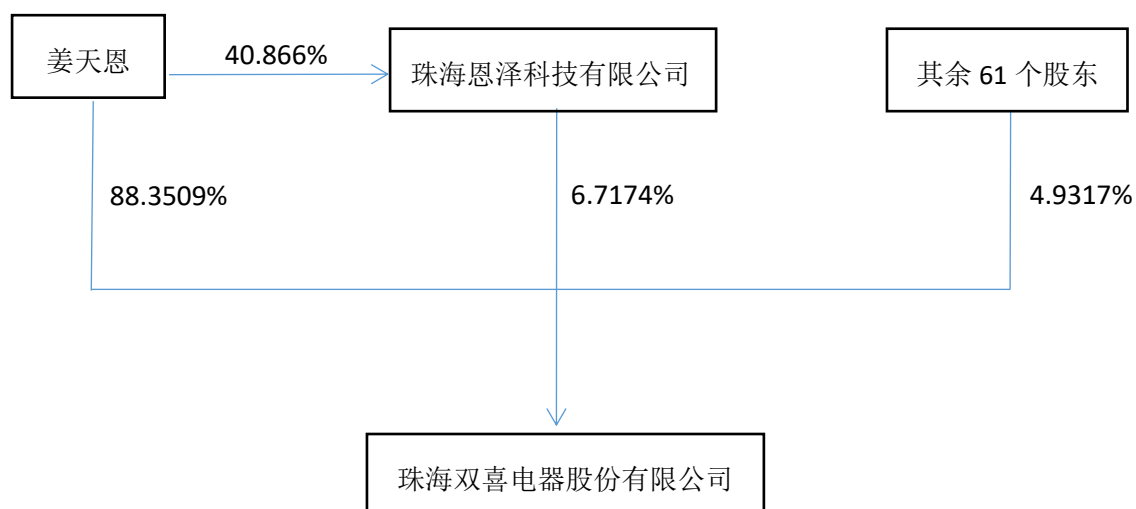 姜天恩
40.866%
珠海恩泽科技有限公司
其余 61 个股东
88.3509%
6.7174%
4.9317%
珠海双喜电器股份有限公司